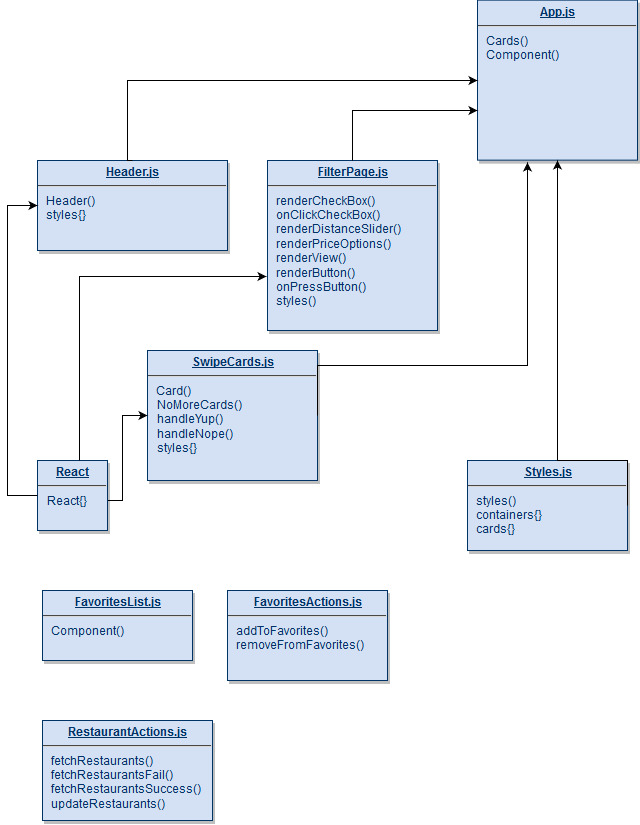 App.js
Cards()
Component()
Header.js
Header()
styles{}
FilterPage.js
renderCheckBox()
onClickCheckBox()
renderDistanceSlider()
renderPriceOptions()
renderView()
renderButton()
onPressButton()
styles()
SwipeCards.js
Card()
NoMoreCards()
handleYup()
handleNope()
styles{}
React
React{}
Styles.js
styles()
containers{}
cards{}
FavoritesList.js
Component()
FavoritesActions.js
addToFavorites()
removeFromFavorites()
RestaurantActions.js
fetchRestaurants()
fetchRestaurantsFail()
fetchRestaurantsSuccess()
updateRestaurants()